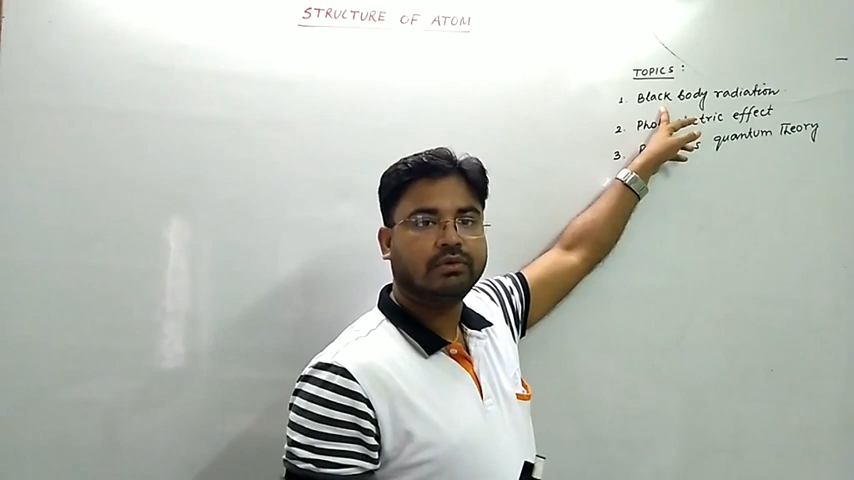 STRUCTURE OF ATOM
TOPICS :
1. Black body radiation
2. effect
3. quantum Theory